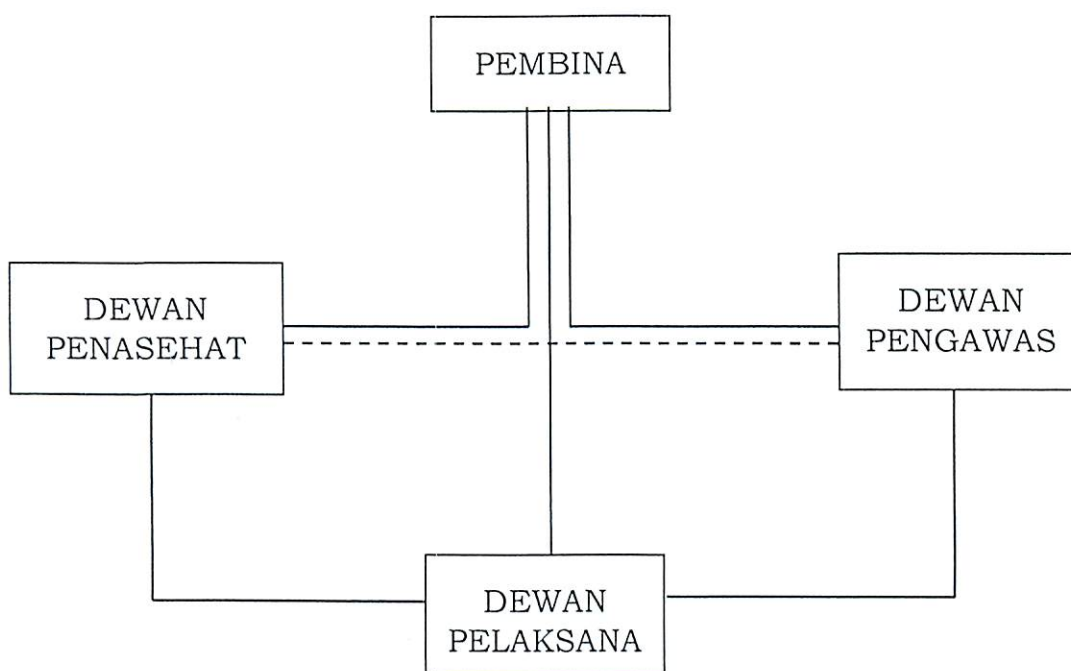 PEMBINA
DEWAN
PENASEHAT
DEWAN
PENGAWAS
DEWAN
PELAKSANA